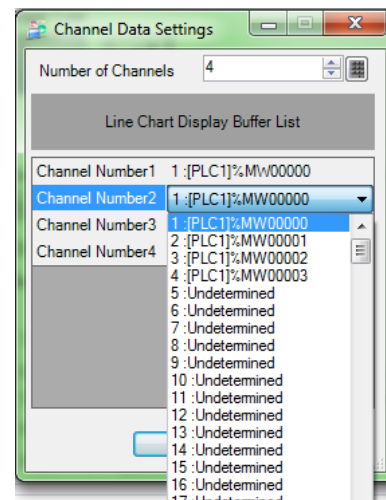 Channel Data Settings
Number of Channels 4
Line Chart Display Buffer List
Channel Number1 1 :[PLC1]%MW00000
Channel Number2 1 :[PLC1]%MW00000
Channel Number3 1 :[PLC1]%MW00000
Channel Number4 2 :[PLC1]%MW00001
3 :[PLC1]%MW00002
4 :[PLC1]%MW00003
5 :Undetermined
6 :Undetermined
7 :Undetermined
8 :Undetermined
9 :Undetermined
10 :Undetermined
11 :Undetermined
12 :Undetermined
13 :Undetermined
14 :Undetermined
15 :Undetermined
16 :Undetermined